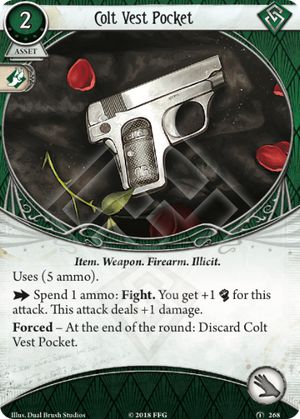 2
Colt Vest Pocket
ASSET
Item. Weapon. Firearm. Illicit.
Uses (5 ammo).
Spend 1 ammo: Fight. You get +1 for this
attack. This attack deals +1 damage.
Forced – At the end of the round: Discard Colt
Vest Pocket.
Illus. Dual Brush Studios
© 2018 FFG
268